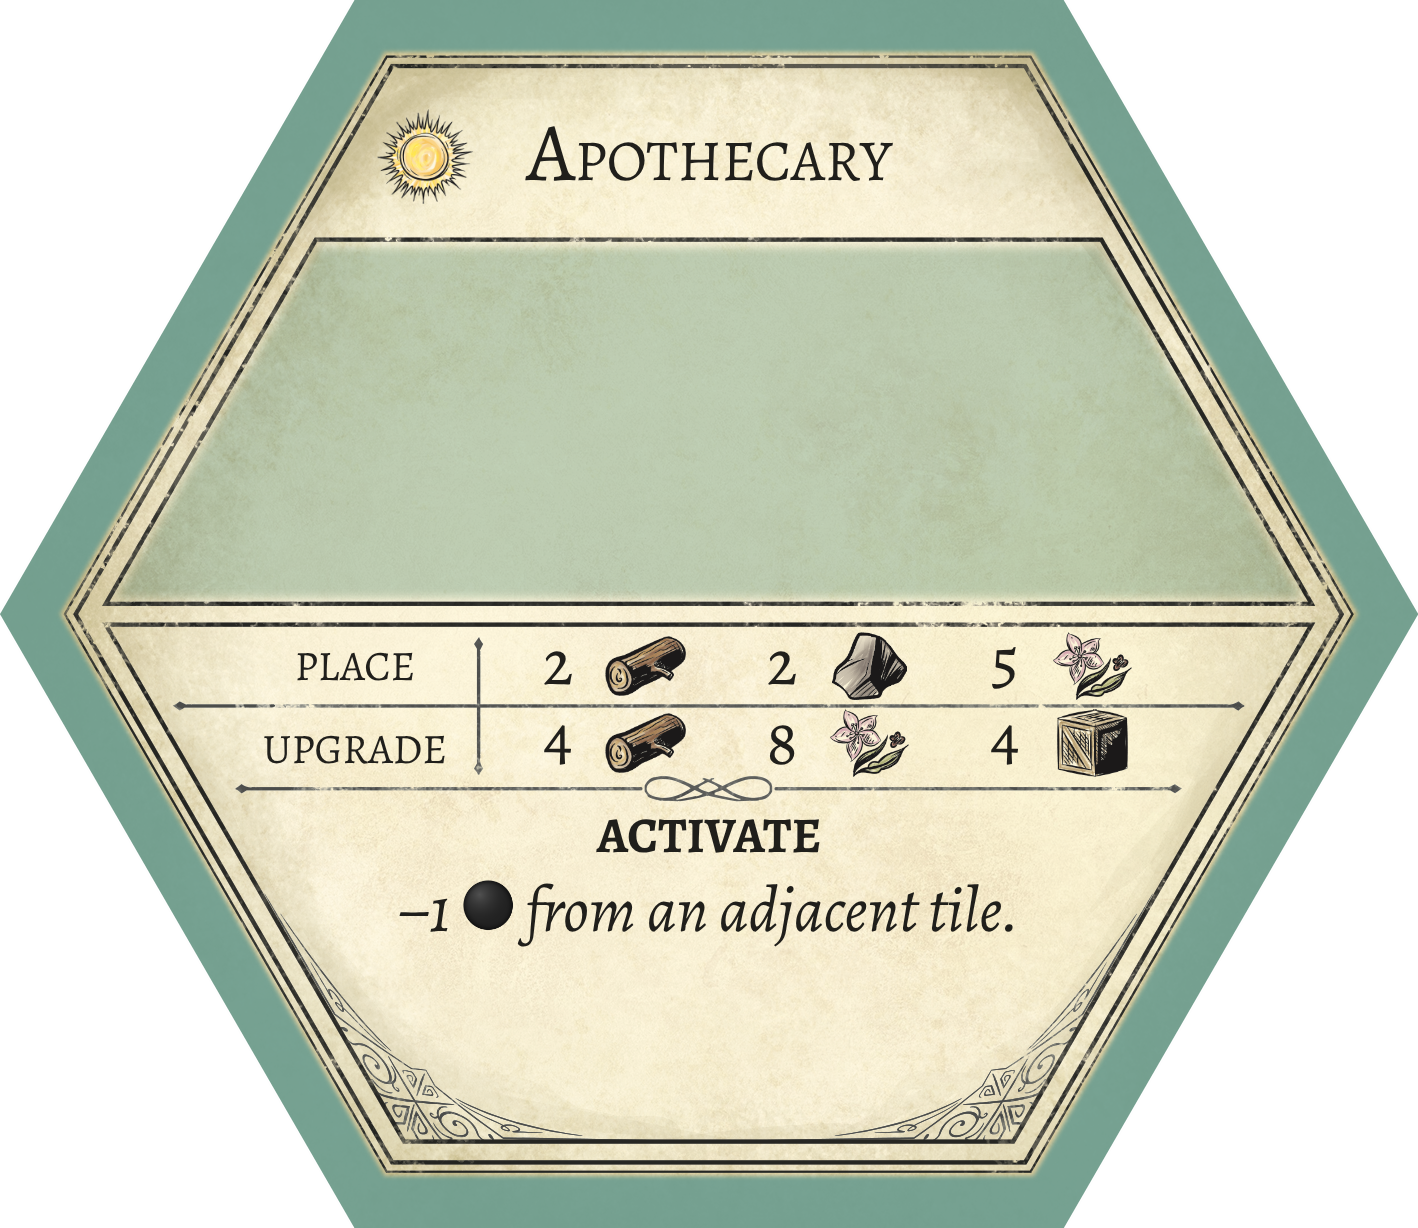 APOTHECARY
PLACE 2 2 5
UPGRADE 4 8 4
ACTIVATE
–1 from an adjacent tile.